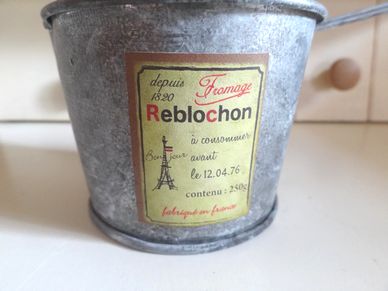 depuis
1820
Fromage
Reblochon
à consommer
Bonjour
avant
le 12.04.76
contenu : 250g
fabriqué en france